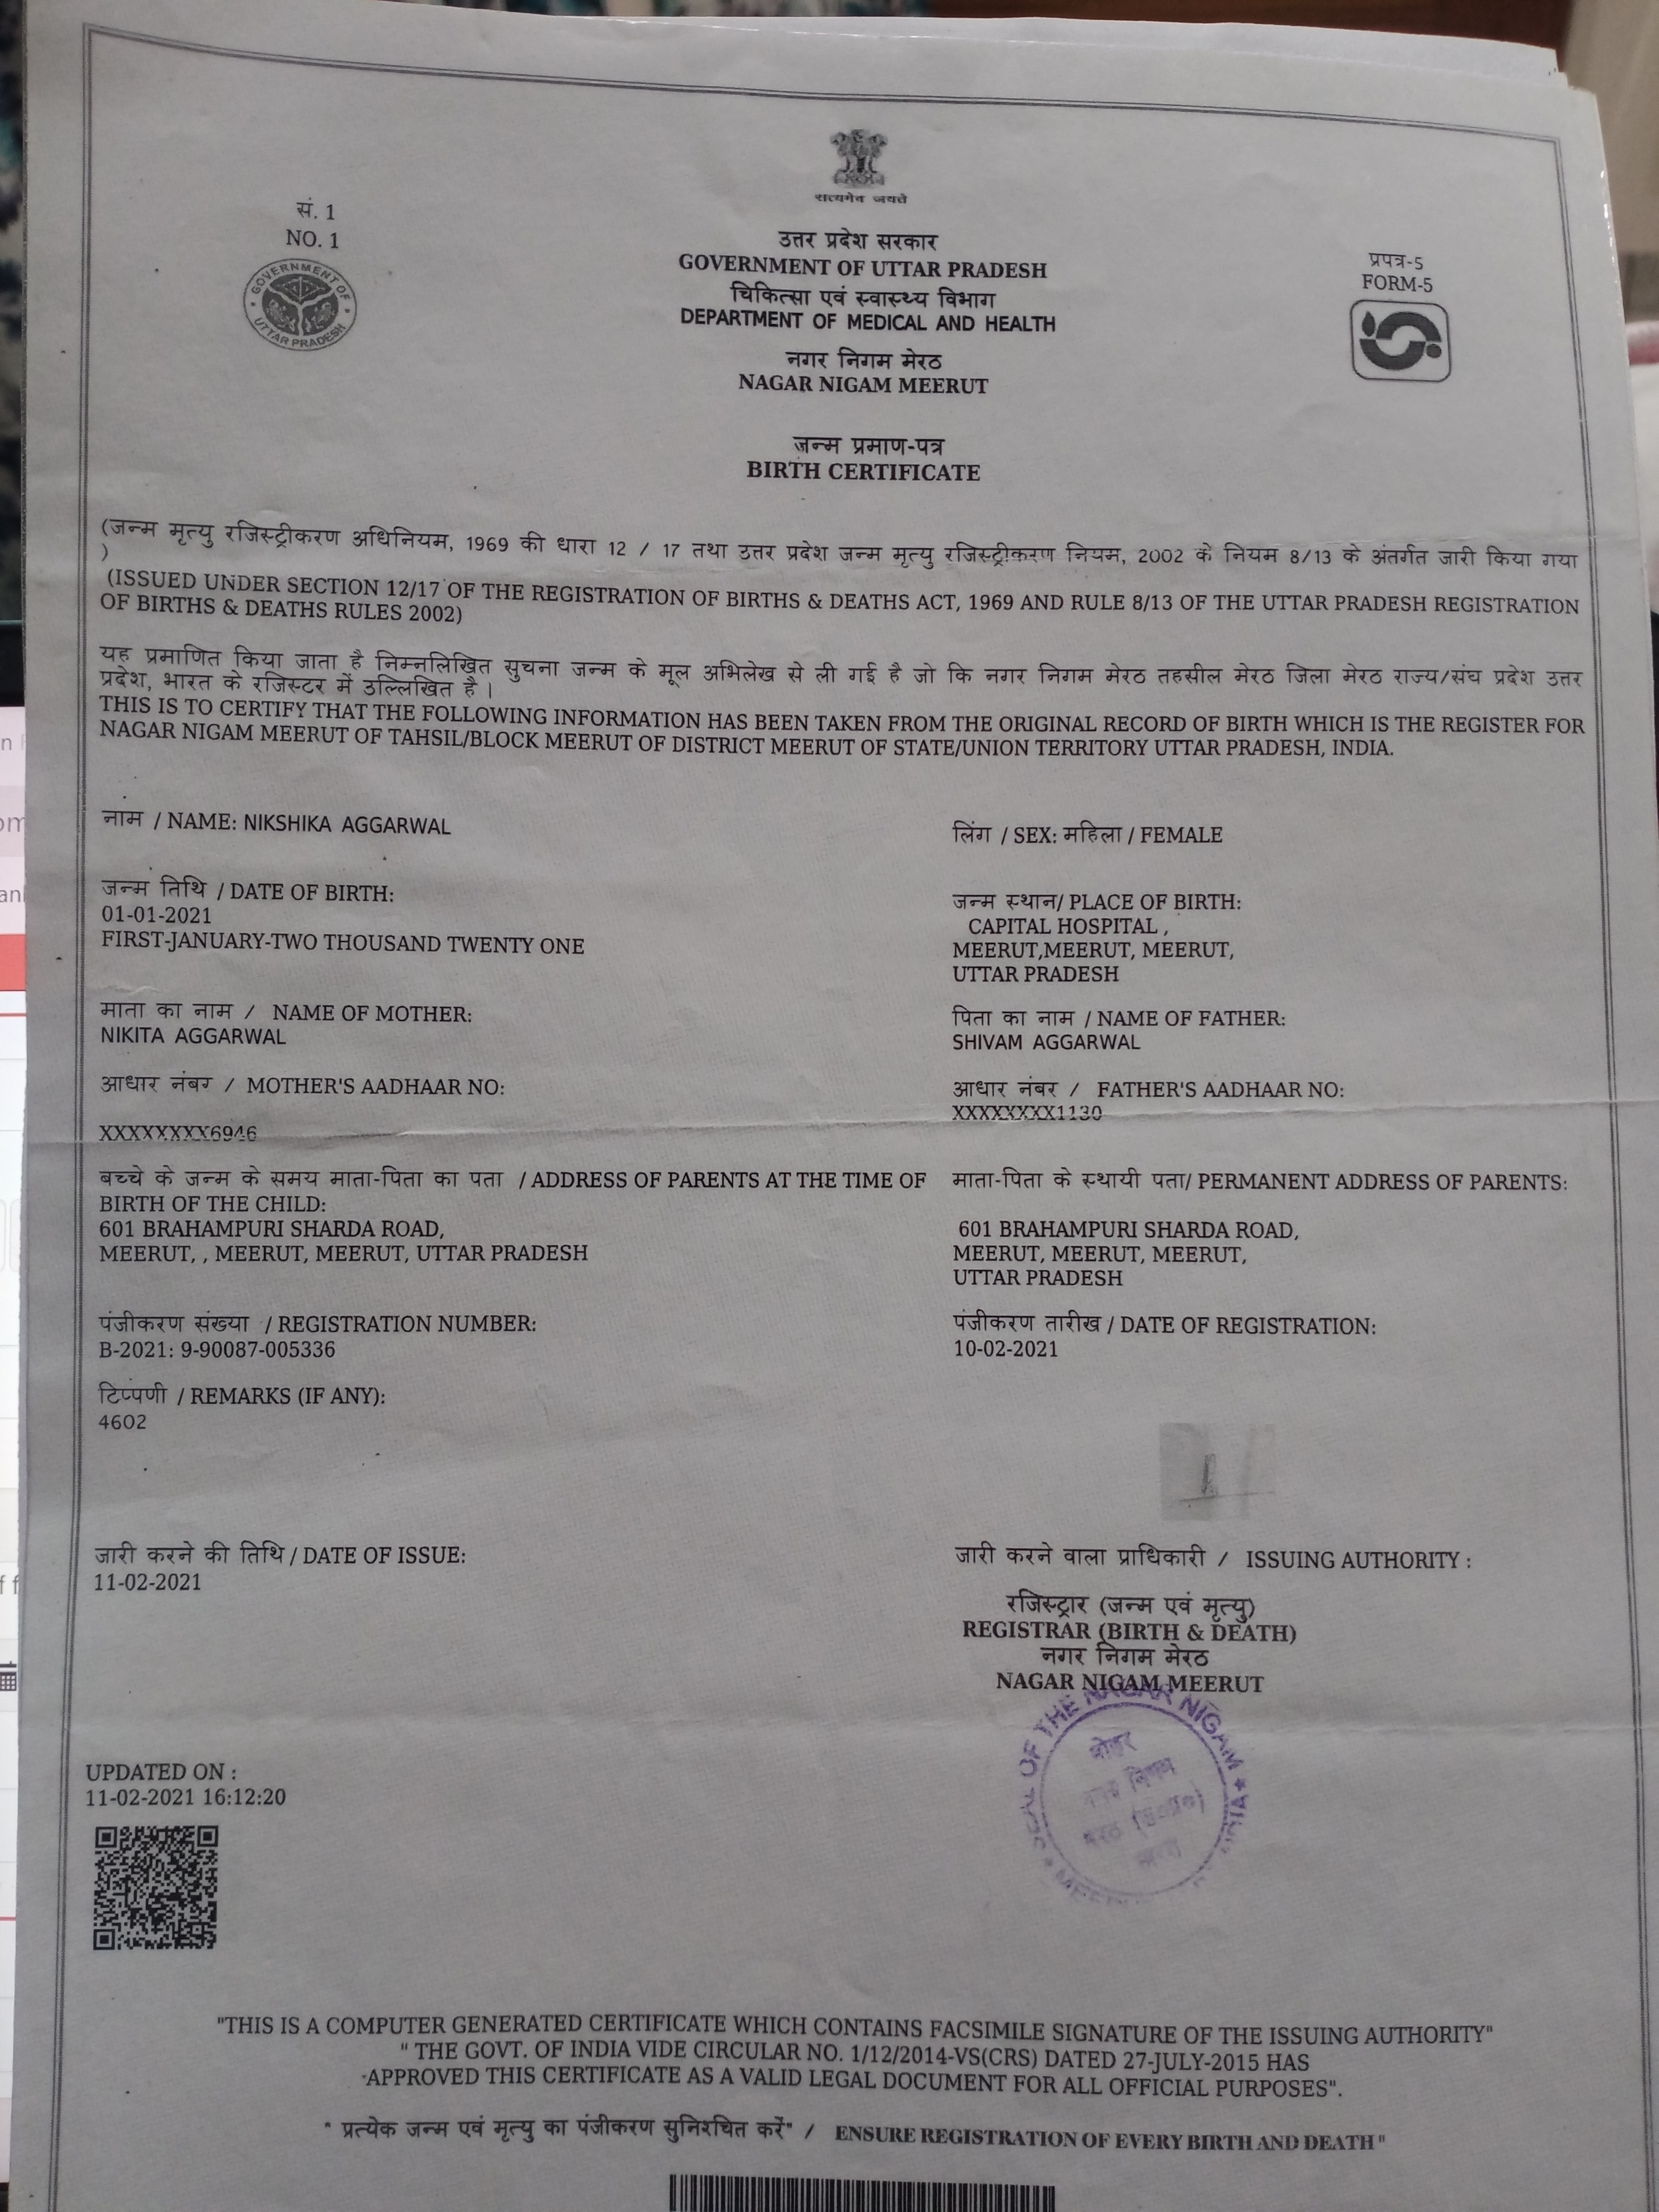 सत्यमेव जयते
सं. 1
NO. 1
GOVERNMENT OF UTTAR PRADESH
उत्तर प्रदेश सरकार
GOVERNMENT OF UTTAR PRADESH
चिकित्सा एवं स्वास्थ्य विभाग
DEPARTMENT OF MEDICAL AND HEALTH
नगर निगम मेरठ
NAGAR NIGAM MEERUT
प्रपत्र-5
FORM-5
जन्म प्रमाण-पत्र
BIRTH CERTIFICATE
(जन्म मृत्यु रजिस्ट्रीकरण अधिनियम, 1969 की धारा 12 / 17 तथा उत्तर प्रदेश जन्म मृत्यु रजिस्ट्रीकरण नियम, 2002 के नियम 8/13 के अंतर्गत जारी किया गया
)
(ISSUED UNDER SECTION 12/17 OF THE REGISTRATION OF BIRTHS & DEATHS ACT, 1969 AND RULE 8/13 OF THE UTTAR PRADESH REGISTRATION
OF BIRTHS & DEATHS RULES 2002)
यह प्रमाणित किया जाता है निम्नलिखित सुचना जन्म के मूल अभिलेख से ली गई है जो कि नगर निगम मेरठ तहसील मेरठ जिला मेरठ राज्य/संघ प्रदेश उत्तर
प्रदेश, भारत के रजिस्टर में उल्लिखित है |
THIS IS TO CERTIFY THAT THE FOLLOWING INFORMATION HAS BEEN TAKEN FROM THE ORIGINAL RECORD OF BIRTH WHICH IS THE REGISTER FOR
NAGAR NIGAM MEERUT OF TAHSIL/BLOCK MEERUT OF DISTRICT MEERUT OF STATE/UNION TERRITORY UTTAR PRADESH, INDIA.
नाम / NAME: NIKSHIKA AGGARWAL
लिंग / SEX: महिला / FEMALE
जन्म तिथि / DATE OF BIRTH:
01-01-2021
FIRST-JANUARY-TWO THOUSAND TWENTY ONE
जन्म स्थान/ PLACE OF BIRTH:
CAPITAL HOSPITAL ,
MEERUT,MEERUT, MEERUT,
UTTAR PRADESH
माता का नाम / NAME OF MOTHER:
NIKITA AGGARWAL
पिता का नाम / NAME OF FATHER:
SHIVAM AGGARWAL
आधार नंबर / MOTHER'S AADHAAR NO:
XXXXXXXX6946
आधार नंबर / FATHER'S AADHAAR NO:
XXXXXXXX1130
बच्चे के जन्म के समय माता-पिता का पता / ADDRESS OF PARENTS AT THE TIME OF
BIRTH OF THE CHILD:
601 BRAHAMPURI SHARDA ROAD,
MEERUT, , MEERUT, MEERUT, UTTAR PRADESH
माता-पिता के स्थायी पता/ PERMANENT ADDRESS OF PARENTS:
601 BRAHAMPURI SHARDA ROAD,
MEERUT, MEERUT, MEERUT,
UTTAR PRADESH
पंजीकरण संख्या / REGISTRATION NUMBER:
B-2021: 9-90087-005336
पंजीकरण तारीख / DATE OF REGISTRATION:
10-02-2021
टिप्पणी / REMARKS (IF ANY):
4602
जारी करने की तिथि / DATE OF ISSUE:
11-02-2021
जारी करने वाला प्राधिकारी / ISSUING AUTHORITY :
रजिस्ट्रार (जन्म एवं मृत्यु)
REGISTRAR (BIRTH & DEATH)
नगर निगम मेरठ
NAGAR NIGAM MEERUT
OF THE NAGAR NIGAM
UPDATED ON :
11-02-2021 16:12:20
"THIS IS A COMPUTER GENERATED CERTIFICATE WHICH CONTAINS FACSIMILE SIGNATURE OF THE ISSUING AUTHORITY"
" THE GOVT. OF INDIA VIDE CIRCULAR NO. 1/12/2014-VS(CRS) DATED 27-JULY-2015 HAS
APPROVED THIS CERTIFICATE AS A VALID LEGAL DOCUMENT FOR ALL OFFICIAL PURPOSES".
" प्रत्येक जन्म एवं मृत्यु का पंजीकरण सुनिश्चित करें" / ENSURE REGISTRATION OF EVERY BIRTH AND DEATH "